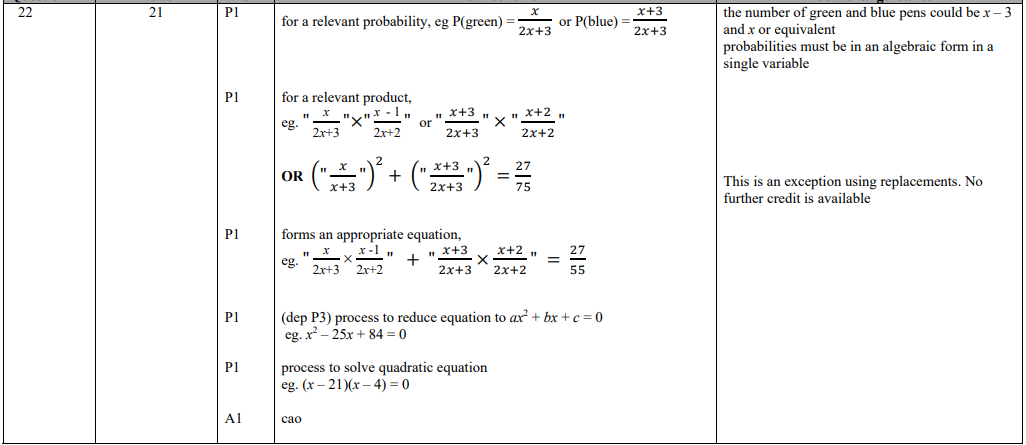 22 21 P1 for a relevant probability, eg P(green) = x/(2x+3) or P(blue) = (x+3)/(2x+3) the number of green and blue pens could be x – 3
and x or equivalent
probabilities must be in an algebraic form in a
single variable
P1 for a relevant product,
eg. "x/(2x+3)"×"(x - 1)/(2x+2)" or "(x+3)/(2x+3)" × "(x+2)/(2x+2)"
OR ("x/(x+3)")² + ("(x+3)/(2x+3)")² = 27/75
This is an exception using replacements. No
further credit is available
P1 forms an appropriate equation,
eg. "x/(2x+3) × (x -1)/(2x+2)" + "(x+3)/(2x+3) × (x+2)/(2x+2)" = 27/55
P1 (dep P3) process to reduce equation to ax² + bx + c = 0
eg. x² – 25x + 84 = 0
P1 process to solve quadratic equation
eg. (x – 21)(x – 4) = 0
A1 cao